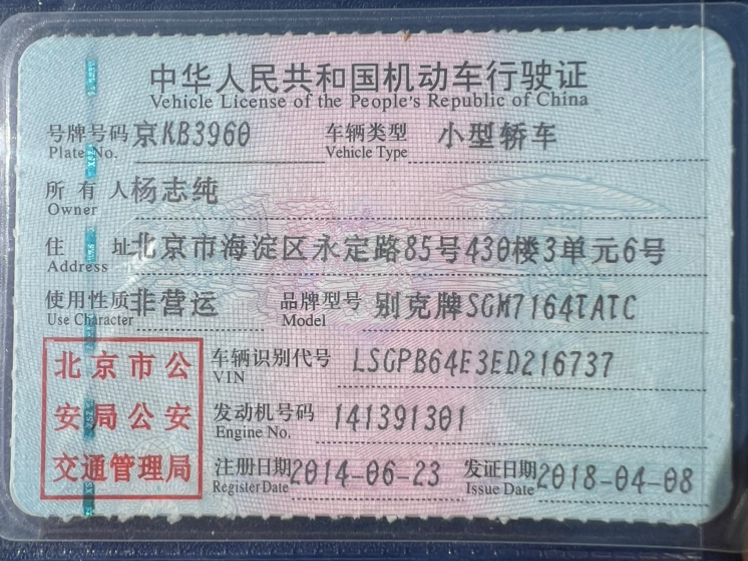 中华人民共和国机动车行驶证
Vehicle License of the People's Republic of China
号牌号码 京KB3960 车辆类型 小型轿车
Plate No. Vehicle Type
所有人 杨志纯
Owner
住址 北京市海淀区永定路85号430楼3单元6号
Address
使用性质 非营运 品牌型号 别克牌SGM7164TATC
Use Character Model
北京市公安局公安交通管理局
车辆识别代号 LSGPB64E3ED216737
VIN
发动机号码 141391301
Engine No.
注册日期 2014-06-23 发证日期 2018-04-08
Register Date Issue Date